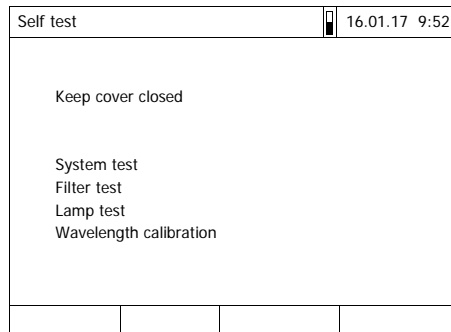 Self test 16.01.17 9:52
Keep cover closed
System test
Filter test
Lamp test
Wavelength calibration